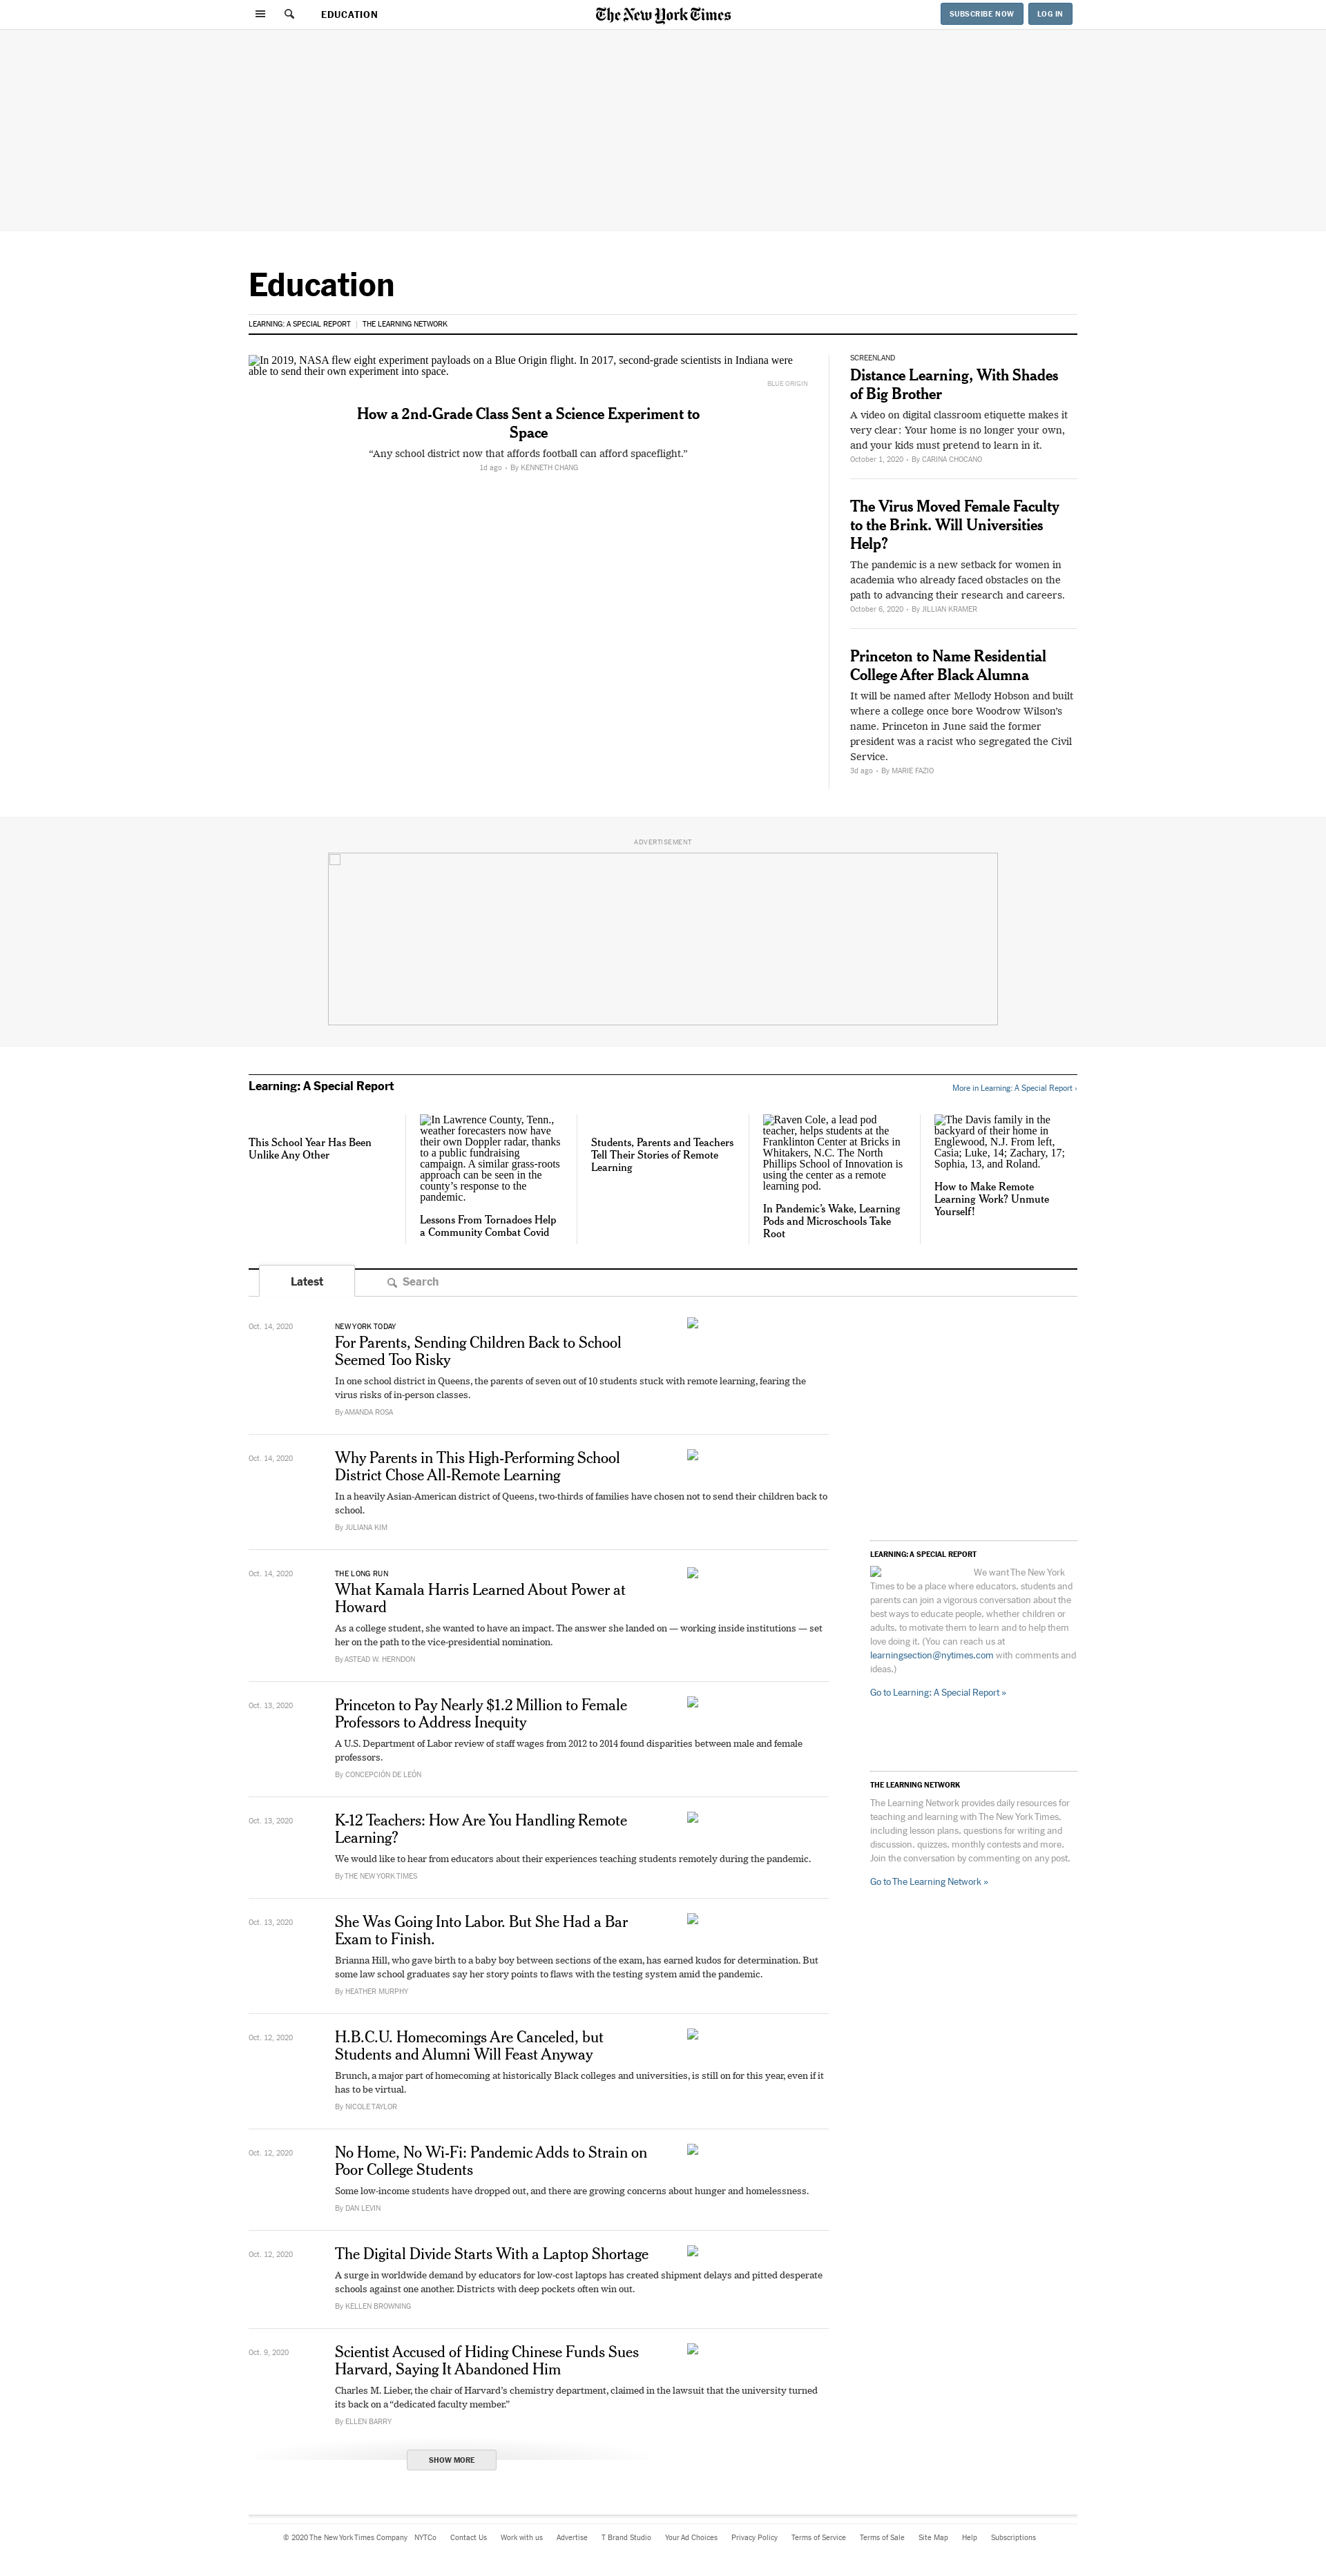 EDUCATION
The New York Times
SUBSCRIBE NOW
LOG IN
Education
LEARNING: A SPECIAL REPORT
THE LEARNING NETWORK
In 2019, NASA flew eight experiment payloads on a Blue Origin flight. In 2017, second-grade scientists in Indiana were
able to send their own experiment into space.
BLUE ORIGIN
How a 2nd-Grade Class Sent a Science Experiment to
Space
“Any school district now that affords football can afford spaceflight.”
1d ago • By KENNETH CHANG
SCREENLAND
Distance Learning, With Shades
of Big Brother
A video on digital classroom etiquette makes it
very clear: Your home is no longer your own,
and your kids must pretend to learn in it.
October 1, 2020 • By CARINA CHOCANO
The Virus Moved Female Faculty
to the Brink. Will Universities
Help?
The pandemic is a new setback for women in
academia who already faced obstacles on the
path to advancing their research and careers.
October 6, 2020 • By JILLIAN KRAMER
Princeton to Name Residential
College After Black Alumna
It will be named after Mellody Hobson and built
where a college once bore Woodrow Wilson’s
name. Princeton in June said the former
president was a racist who segregated the Civil
Service.
3d ago • By MARIE FAZIO
ADVERTISEMENT
Learning: A Special Report
More in Learning: A Special Report ›
This School Year Has Been
Unlike Any Other
In Lawrence County, Tenn.,
weather forecasters now have
their own Doppler radar, thanks
to a public fundraising
campaign. A similar grass-roots
approach can be seen in the
county’s response to the
pandemic.
Lessons From Tornadoes Help
a Community Combat Covid
Students, Parents and Teachers
Tell Their Stories of Remote
Learning
Raven Cole, a lead pod
teacher, helps students at the
Franklinton Center at Bricks in
Whitakers, N.C. The North
Phillips School of Innovation is
using the center as a remote
learning pod.
In Pandemic’s Wake, Learning
Pods and Microschools Take
Root
The Davis family in the
backyard of their home in
Englewood, N.J. From left,
Casia; Luke, 14; Zachary, 17;
Sophia, 13, and Roland.
How to Make Remote
Learning Work? Unmute
Yourself!
Latest
Search
Oct. 14, 2020
NEW YORK TODAY
For Parents, Sending Children Back to School
Seemed Too Risky
In one school district in Queens, the parents of seven out of 10 students stuck with remote learning, fearing the
virus risks of in-person classes.
By AMANDA ROSA
Oct. 14, 2020
Why Parents in This High-Performing School
District Chose All-Remote Learning
In a heavily Asian-American district of Queens, two-thirds of families have chosen not to send their children back to
school.
By JULIANA KIM
Oct. 14, 2020
THE LONG RUN
What Kamala Harris Learned About Power at
Howard
As a college student, she wanted to have an impact. The answer she landed on — working inside institutions — set
her on the path to the vice-presidential nomination.
By ASTEAD W. HERNDON
Oct. 13, 2020
Princeton to Pay Nearly $1.2 Million to Female
Professors to Address Inequity
A U.S. Department of Labor review of staff wages from 2012 to 2014 found disparities between male and female
professors.
By CONCEPCIÓN DE LEÓN
Oct. 13, 2020
K-12 Teachers: How Are You Handling Remote
Learning?
We would like to hear from educators about their experiences teaching students remotely during the pandemic.
By THE NEW YORK TIMES
Oct. 13, 2020
She Was Going Into Labor. But She Had a Bar
Exam to Finish.
Brianna Hill, who gave birth to a baby boy between sections of the exam, has earned kudos for determination. But
some law school graduates say her story points to flaws with the testing system amid the pandemic.
By HEATHER MURPHY
Oct. 12, 2020
H.B.C.U. Homecomings Are Canceled, but
Students and Alumni Will Feast Anyway
Brunch, a major part of homecoming at historically Black colleges and universities, is still on for this year, even if it
has to be virtual.
By NICOLE TAYLOR
Oct. 12, 2020
No Home, No Wi-Fi: Pandemic Adds to Strain on
Poor College Students
Some low-income students have dropped out, and there are growing concerns about hunger and homelessness.
By DAN LEVIN
Oct. 12, 2020
The Digital Divide Starts With a Laptop Shortage
A surge in worldwide demand by educators for low-cost laptops has created shipment delays and pitted desperate
schools against one another. Districts with deep pockets often win out.
By KELLEN BROWNING
Oct. 9, 2020
Scientist Accused of Hiding Chinese Funds Sues
Harvard, Saying It Abandoned Him
Charles M. Lieber, the chair of Harvard’s chemistry department, claimed in the lawsuit that the university turned
its back on a “dedicated faculty member.”
By ELLEN BARRY
SHOW MORE
LEARNING: A SPECIAL REPORT
We want The New York
Times to be a place where educators, students and
parents can join a vigorous conversation about the
best ways to educate people, whether children or
adults, to motivate them to learn and to help them
love doing it. (You can reach us at
learningsection@nytimes.com with comments and
ideas.)
Go to Learning: A Special Report »
THE LEARNING NETWORK
The Learning Network provides daily resources for
teaching and learning with The New York Times,
including lesson plans, questions for writing and
discussion, quizzes, monthly contests and more.
Join the conversation by commenting on any post.
Go to The Learning Network »
© 2020 The New York Times Company
NYTCo
Contact Us
Work with us
Advertise
T Brand Studio
Your Ad Choices
Privacy Policy
Terms of Service
Terms of Sale
Site Map
Help
Subscriptions